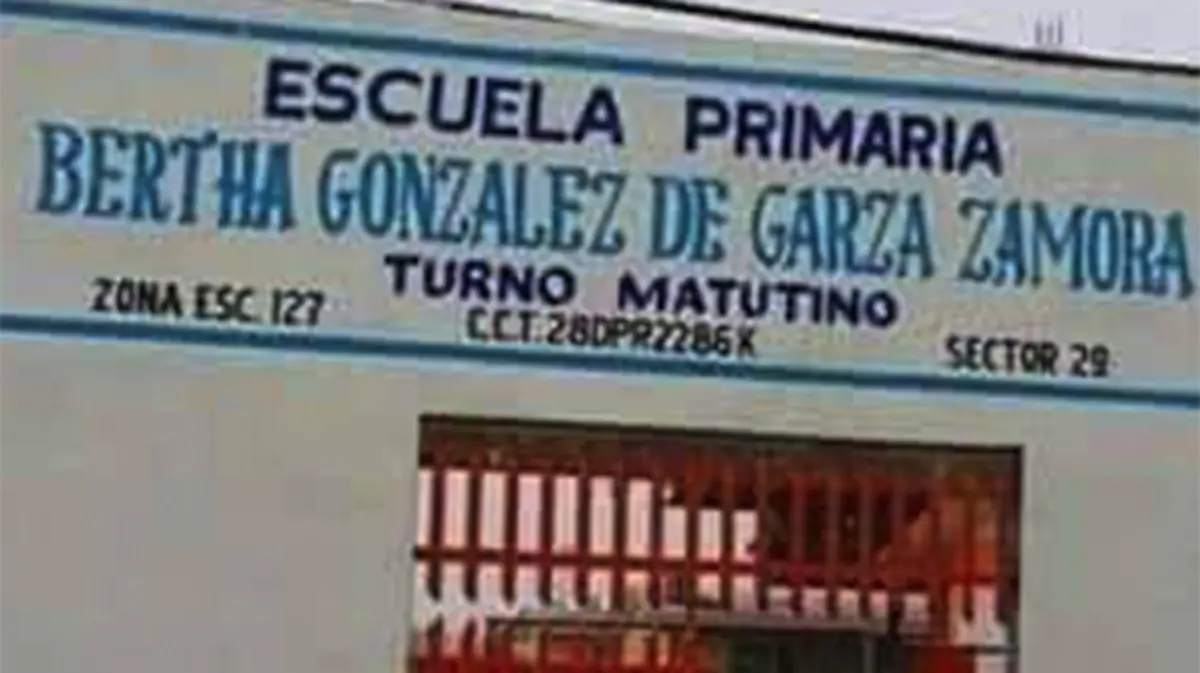 ESCUELA PRIMARIA
BERTHA GONZALEZ DE GARZA ZAMORA
TURNO MATUTINO
ZONA ESC. 127
C.C.T.28DPR2286K
SECTOR 29